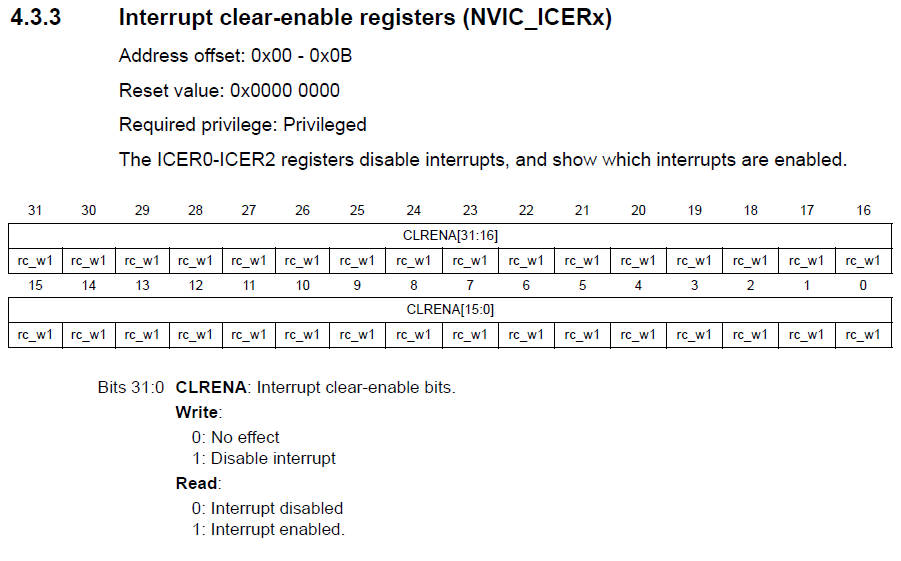 4.3.3 Interrupt clear-enable registers (NVIC_ICERx)
Address offset: 0x00 - 0x0B
Reset value: 0x0000 0000
Required privilege: Privileged
The ICER0-ICER2 registers disable interrupts, and show which interrupts are enabled.
31 30 29 28 27 26 25 24 23 22 21 20 19 18 17 16
CLRENA[31:16]
rc_w1 rc_w1 rc_w1 rc_w1 rc_w1 rc_w1 rc_w1 rc_w1 rc_w1 rc_w1 rc_w1 rc_w1 rc_w1 rc_w1 rc_w1 rc_w1
15 14 13 12 11 10 9 8 7 6 5 4 3 2 1 0
CLRENA[15:0]
rc_w1 rc_w1 rc_w1 rc_w1 rc_w1 rc_w1 rc_w1 rc_w1 rc_w1 rc_w1 rc_w1 rc_w1 rc_w1 rc_w1 rc_w1 rc_w1
Bits 31:0 CLRENA: Interrupt clear-enable bits.
Write:
0: No effect
1: Disable interrupt
Read:
0: Interrupt disabled
1: Interrupt enabled.